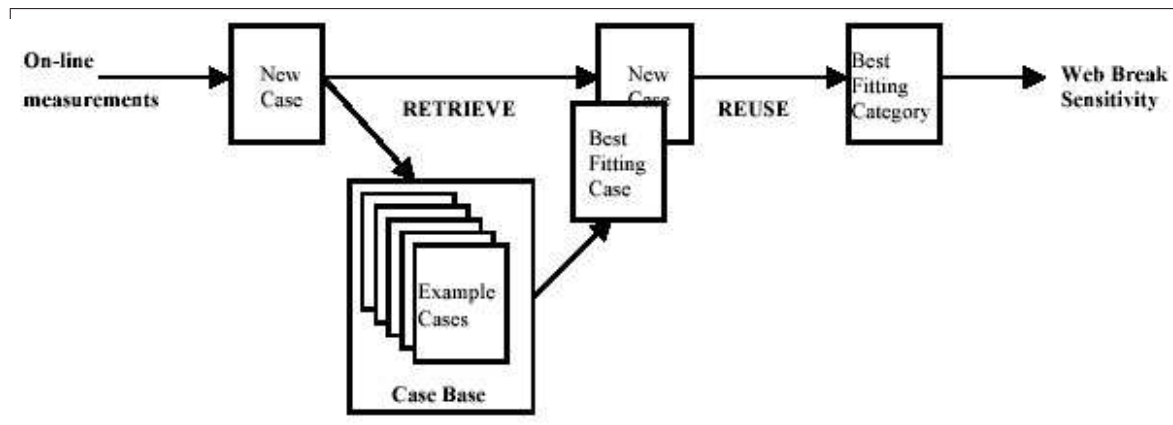 On-line
measurements
New
Case
RETRIEVE
New
Case
Best
Fitting
Case
REUSE
Best
Fitting
Category
Web Break
Sensitivity
Example
Cases
Case Base